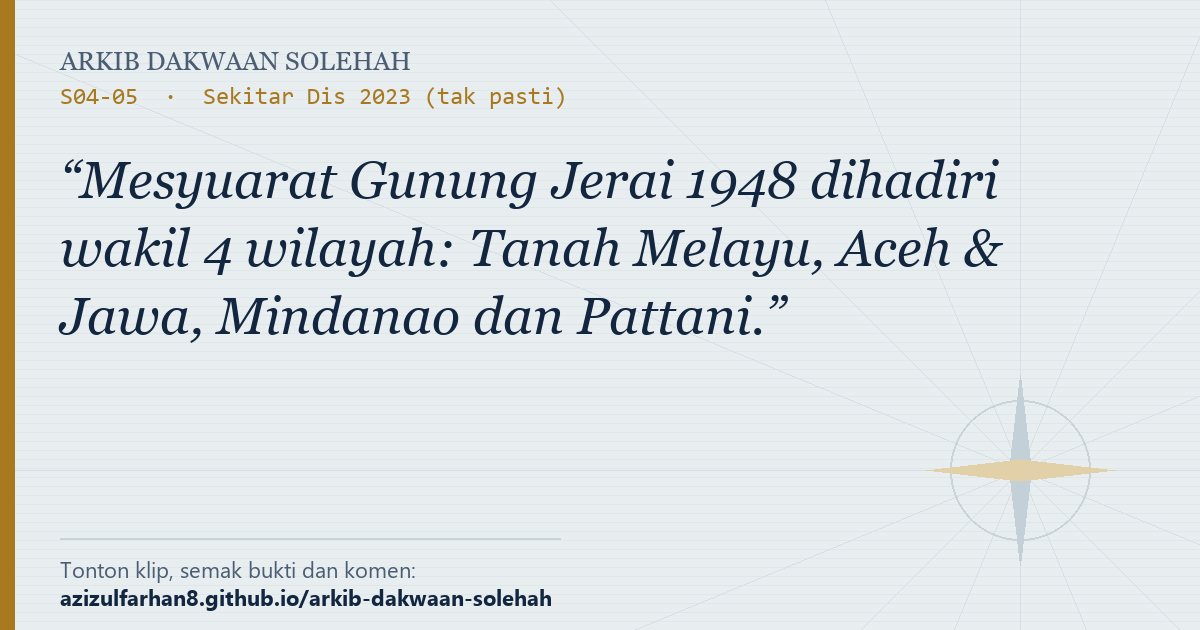 ARKIB DAKWAAN SOLEHAH
S04-05 · Sekitar Dis 2023 (tak pasti)
“Mesyuarat Gunung Jerai 1948 dihadiri
wakil 4 wilayah: Tanah Melayu, Aceh &
Jawa, Mindanao dan Pattani.”
Tonton klip, semak bukti dan komen:
azizulfarhan8.github.io/arkib-dakwaan-solehah